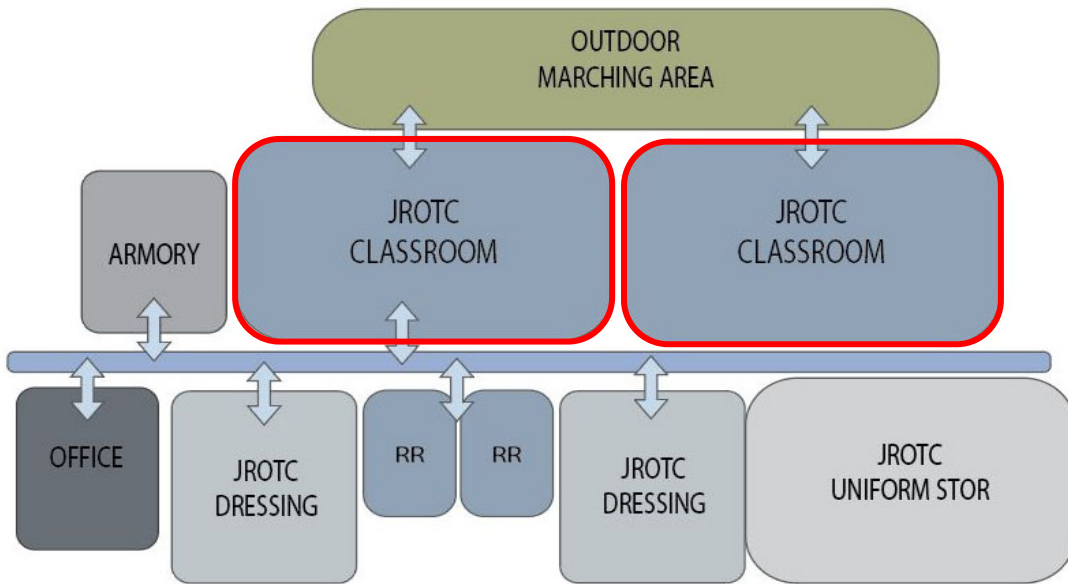 OUTDOOR
MARCHING AREA
JROTC
CLASSROOM
JROTC
CLASSROOM
ARMORY
OFFICE
JROTC
DRESSING
RR
RR
JROTC
DRESSING
JROTC
UNIFORM STOR